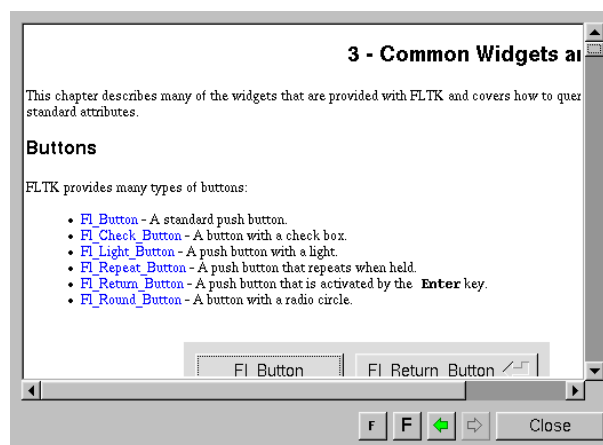 3 - Common Widgets a
This chapter describes many of the widgets that are provided with FLTK and covers how to quer
standard attributes.
Buttons
FLTK provides many types of buttons:
• Fl_Button - A standard push button.
• Fl_Check_Button - A button with a check box.
• Fl_Light_Button - A push button with a light.
• Fl_Repeat_Button - A push button that repeats when held.
• Fl_Return_Button - A push button that is activated by the Enter key.
• Fl_Round_Button - A button with a radio circle.
Fl_Button Fl_Return_Button
F F Close